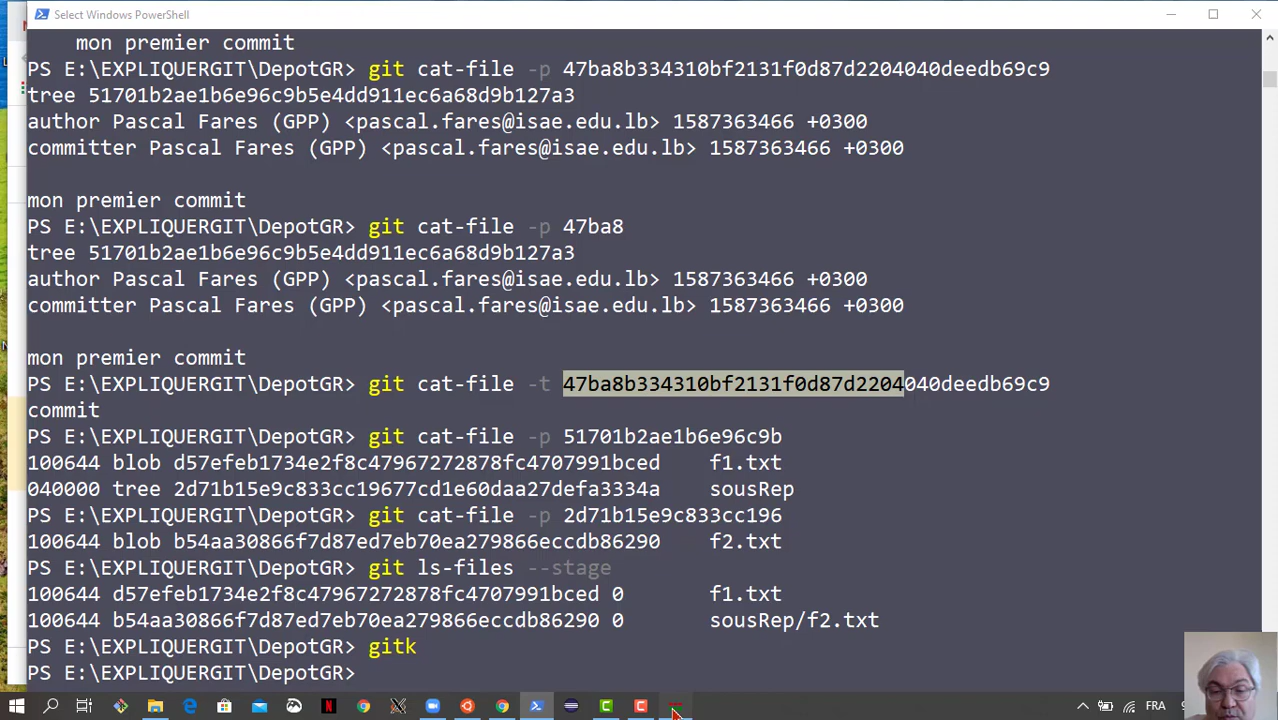 Select Windows PowerShell
mon premier commit
PS E:\EXPLIQUERGIT\DepotGR> git cat-file -p 47ba8b334310bf2131f0d87d2204040deedb69c9
tree 51701b2ae1b6e96c9b5e4dd911ec6a68d9b127a3
author Pascal Fares (GPP) <pascal.fares@isae.edu.lb> 1587363466 +0300
committer Pascal Fares (GPP) <pascal.fares@isae.edu.lb> 1587363466 +0300
mon premier commit
PS E:\EXPLIQUERGIT\DepotGR> git cat-file -p 47ba8
tree 51701b2ae1b6e96c9b5e4dd911ec6a68d9b127a3
author Pascal Fares (GPP) <pascal.fares@isae.edu.lb> 1587363466 +0300
committer Pascal Fares (GPP) <pascal.fares@isae.edu.lb> 1587363466 +0300
mon premier commit
PS E:\EXPLIQUERGIT\DepotGR> git cat-file -t 47ba8b334310bf2131f0d87d2204040deedb69c9
commit
PS E:\EXPLIQUERGIT\DepotGR> git cat-file -p 51701b2ae1b6e96c9b
100644 blob d57efeb1734e2f8c47967272878fc4707991bced f1.txt
040000 tree 2d71b15e9c833cc19677cd1e60daa27defa3334a sousRep
PS E:\EXPLIQUERGIT\DepotGR> git cat-file -p 2d71b15e9c833cc196
100644 blob b54aa30866f7d87ed7eb70ea279866eccdb86290 f2.txt
PS E:\EXPLIQUERGIT\DepotGR> git ls-files --stage
100644 d57efeb1734e2f8c47967272878fc4707991bced 0 f1.txt
100644 b54aa30866f7d87ed7eb70ea279866eccdb86290 0 sousRep/f2.txt
PS E:\EXPLIQUERGIT\DepotGR> gitk
PS E:\EXPLIQUERGIT\DepotGR>
FRA 9